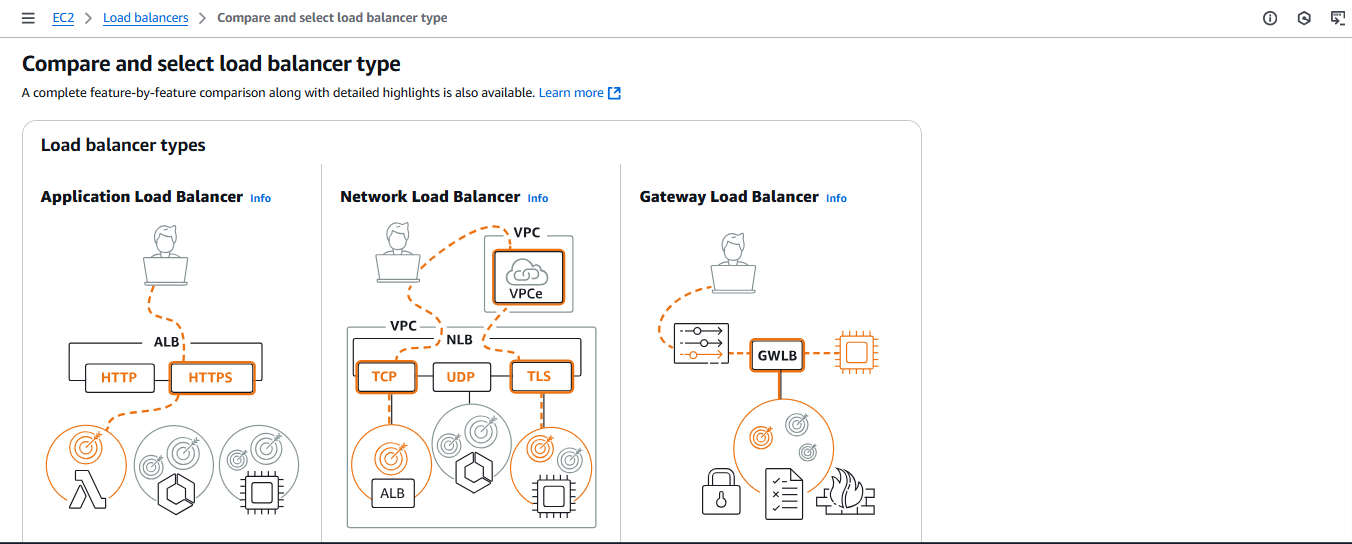 EC2 > Load balancers > Compare and select load balancer type
Compare and select load balancer type
A complete feature-by-feature comparison along with detailed highlights is also available. Learn more
Load balancer types
Application Load Balancer Info
ALB
HTTP HTTPS
Network Load Balancer Info
VPC
VPCe
VPC
NLB
TCP UDP TLS
ALB
Gateway Load Balancer Info
GWLB